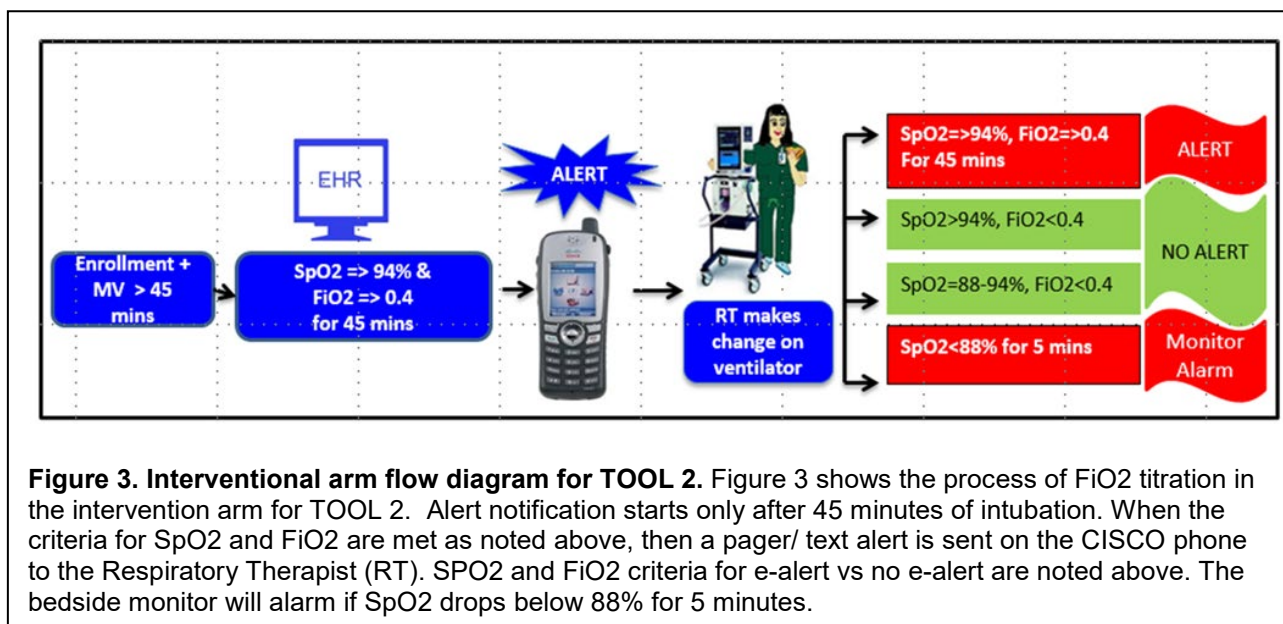 EHR
Enrollment +
MV > 45
mins
SpO2 => 94% &
FiO2 => 0.4
for 45 mins
ALERT
RT makes
change on
ventilator
SpO2=>94%, FiO2=>0.4
For 45 mins
ALERT
SpO2>94%, FiO2<0.4
NO ALERT
SpO2=88-94%, FiO2<0.4
SpO2<88% for 5 mins
Monitor
Alarm
Figure 3. Interventional arm flow diagram for TOOL 2. Figure 3 shows the process of FiO2 titration in
the intervention arm for TOOL 2. Alert notification starts only after 45 minutes of intubation. When the
criteria for SpO2 and FiO2 are met as noted above, then a pager/ text alert is sent on the CISCO phone
to the Respiratory Therapist (RT). SPO2 and FiO2 criteria for e-alert vs no e-alert are noted above. The
bedside monitor will alarm if SpO2 drops below 88% for 5 minutes.